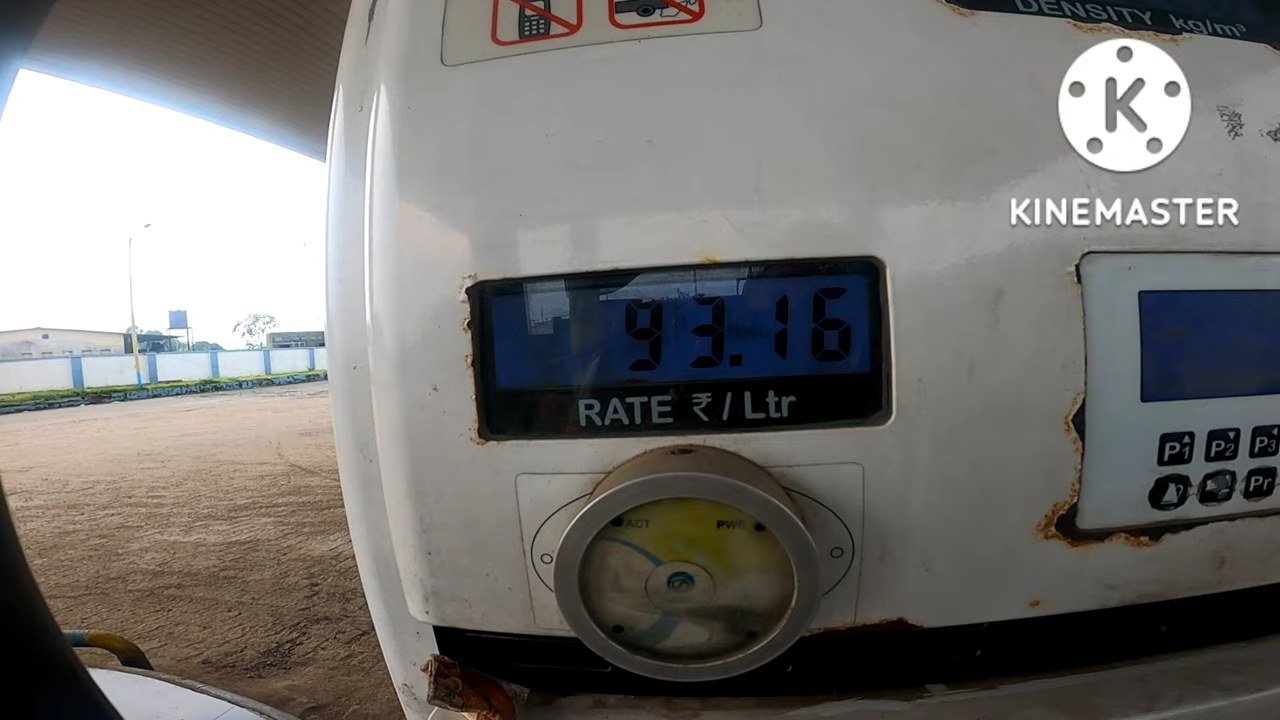 DENSITY kg/m³
KINEMASTER
93.16
RATE ₹/Ltr
P1 P2 P3
Pr
ACT PWR